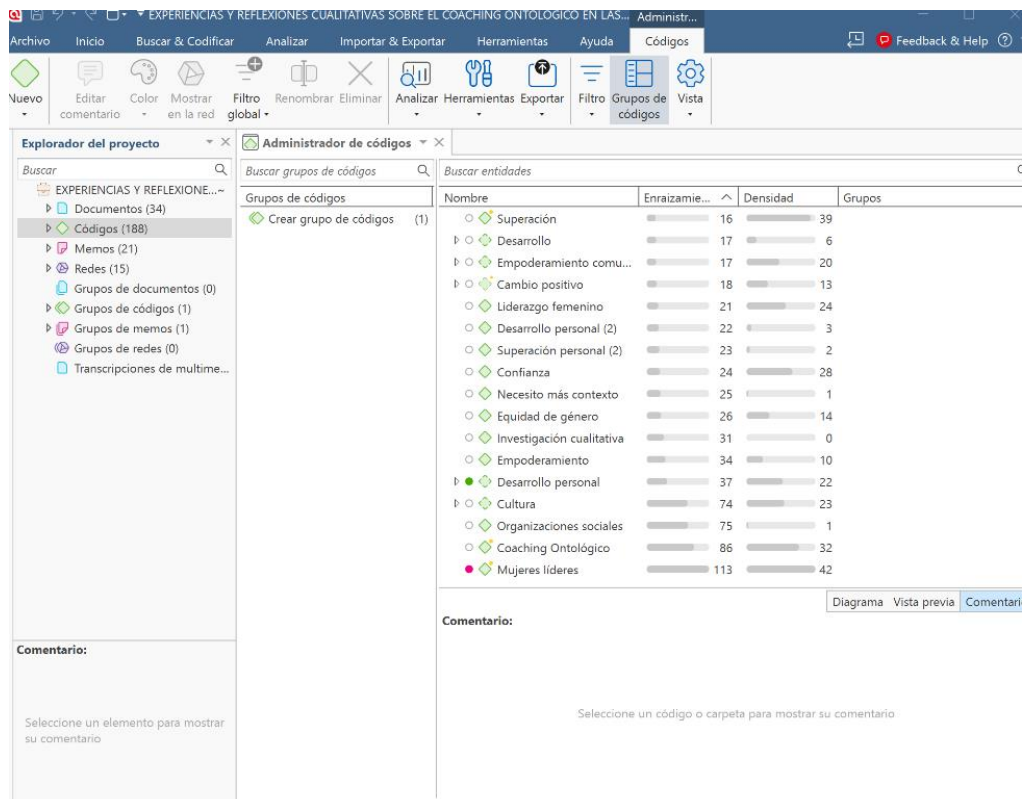 EXPERIENCIAS Y REFLEXIONES CUALITATIVAS SOBRE EL COACHING ONTOLÓGICO EN LAS... Administr...
Archivo Inicio Buscar & Codificar Analizar Importar & Exportar Herramientas Ayuda Códigos Feedback & Help
Nuevo Editar comentario Color Mostrar en la red Filtro global Renombrar Eliminar Analizar Herramientas Exportar Filtro Grupos de códigos Vista
Explorador del proyecto
Buscar
EXPERIENCIAS Y REFLEXIONE...~
Documentos (34)
Códigos (188)
Memos (21)
Redes (15)
Grupos de documentos (0)
Grupos de códigos (1)
Grupos de memos (1)
Grupos de redes (0)
Transcripciones de multime...
Comentario:
Seleccione un elemento para mostrar
su comentario
Administrador de códigos
Buscar grupos de códigos
Grupos de códigos
Crear grupo de códigos (1)
Buscar entidades
Nombre Enraizamie... Densidad Grupos
Superación 16 39
Desarrollo 17 6
Empoderamiento comu... 17 20
Cambio positivo 18 13
Liderazgo femenino 21 24
Desarrollo personal (2) 22 3
Superación personal (2) 23 2
Confianza 24 28
Necesito más contexto 25 1
Equidad de género 26 14
Investigación cualitativa 31 0
Empoderamiento 34 10
Desarrollo personal 37 22
Cultura 74 23
Organizaciones sociales 75 1
Coaching Ontológico 86 32
Mujeres líderes 113 42
Diagrama Vista previa Comentari
Comentario:
Seleccione un código o carpeta para mostrar su comentario